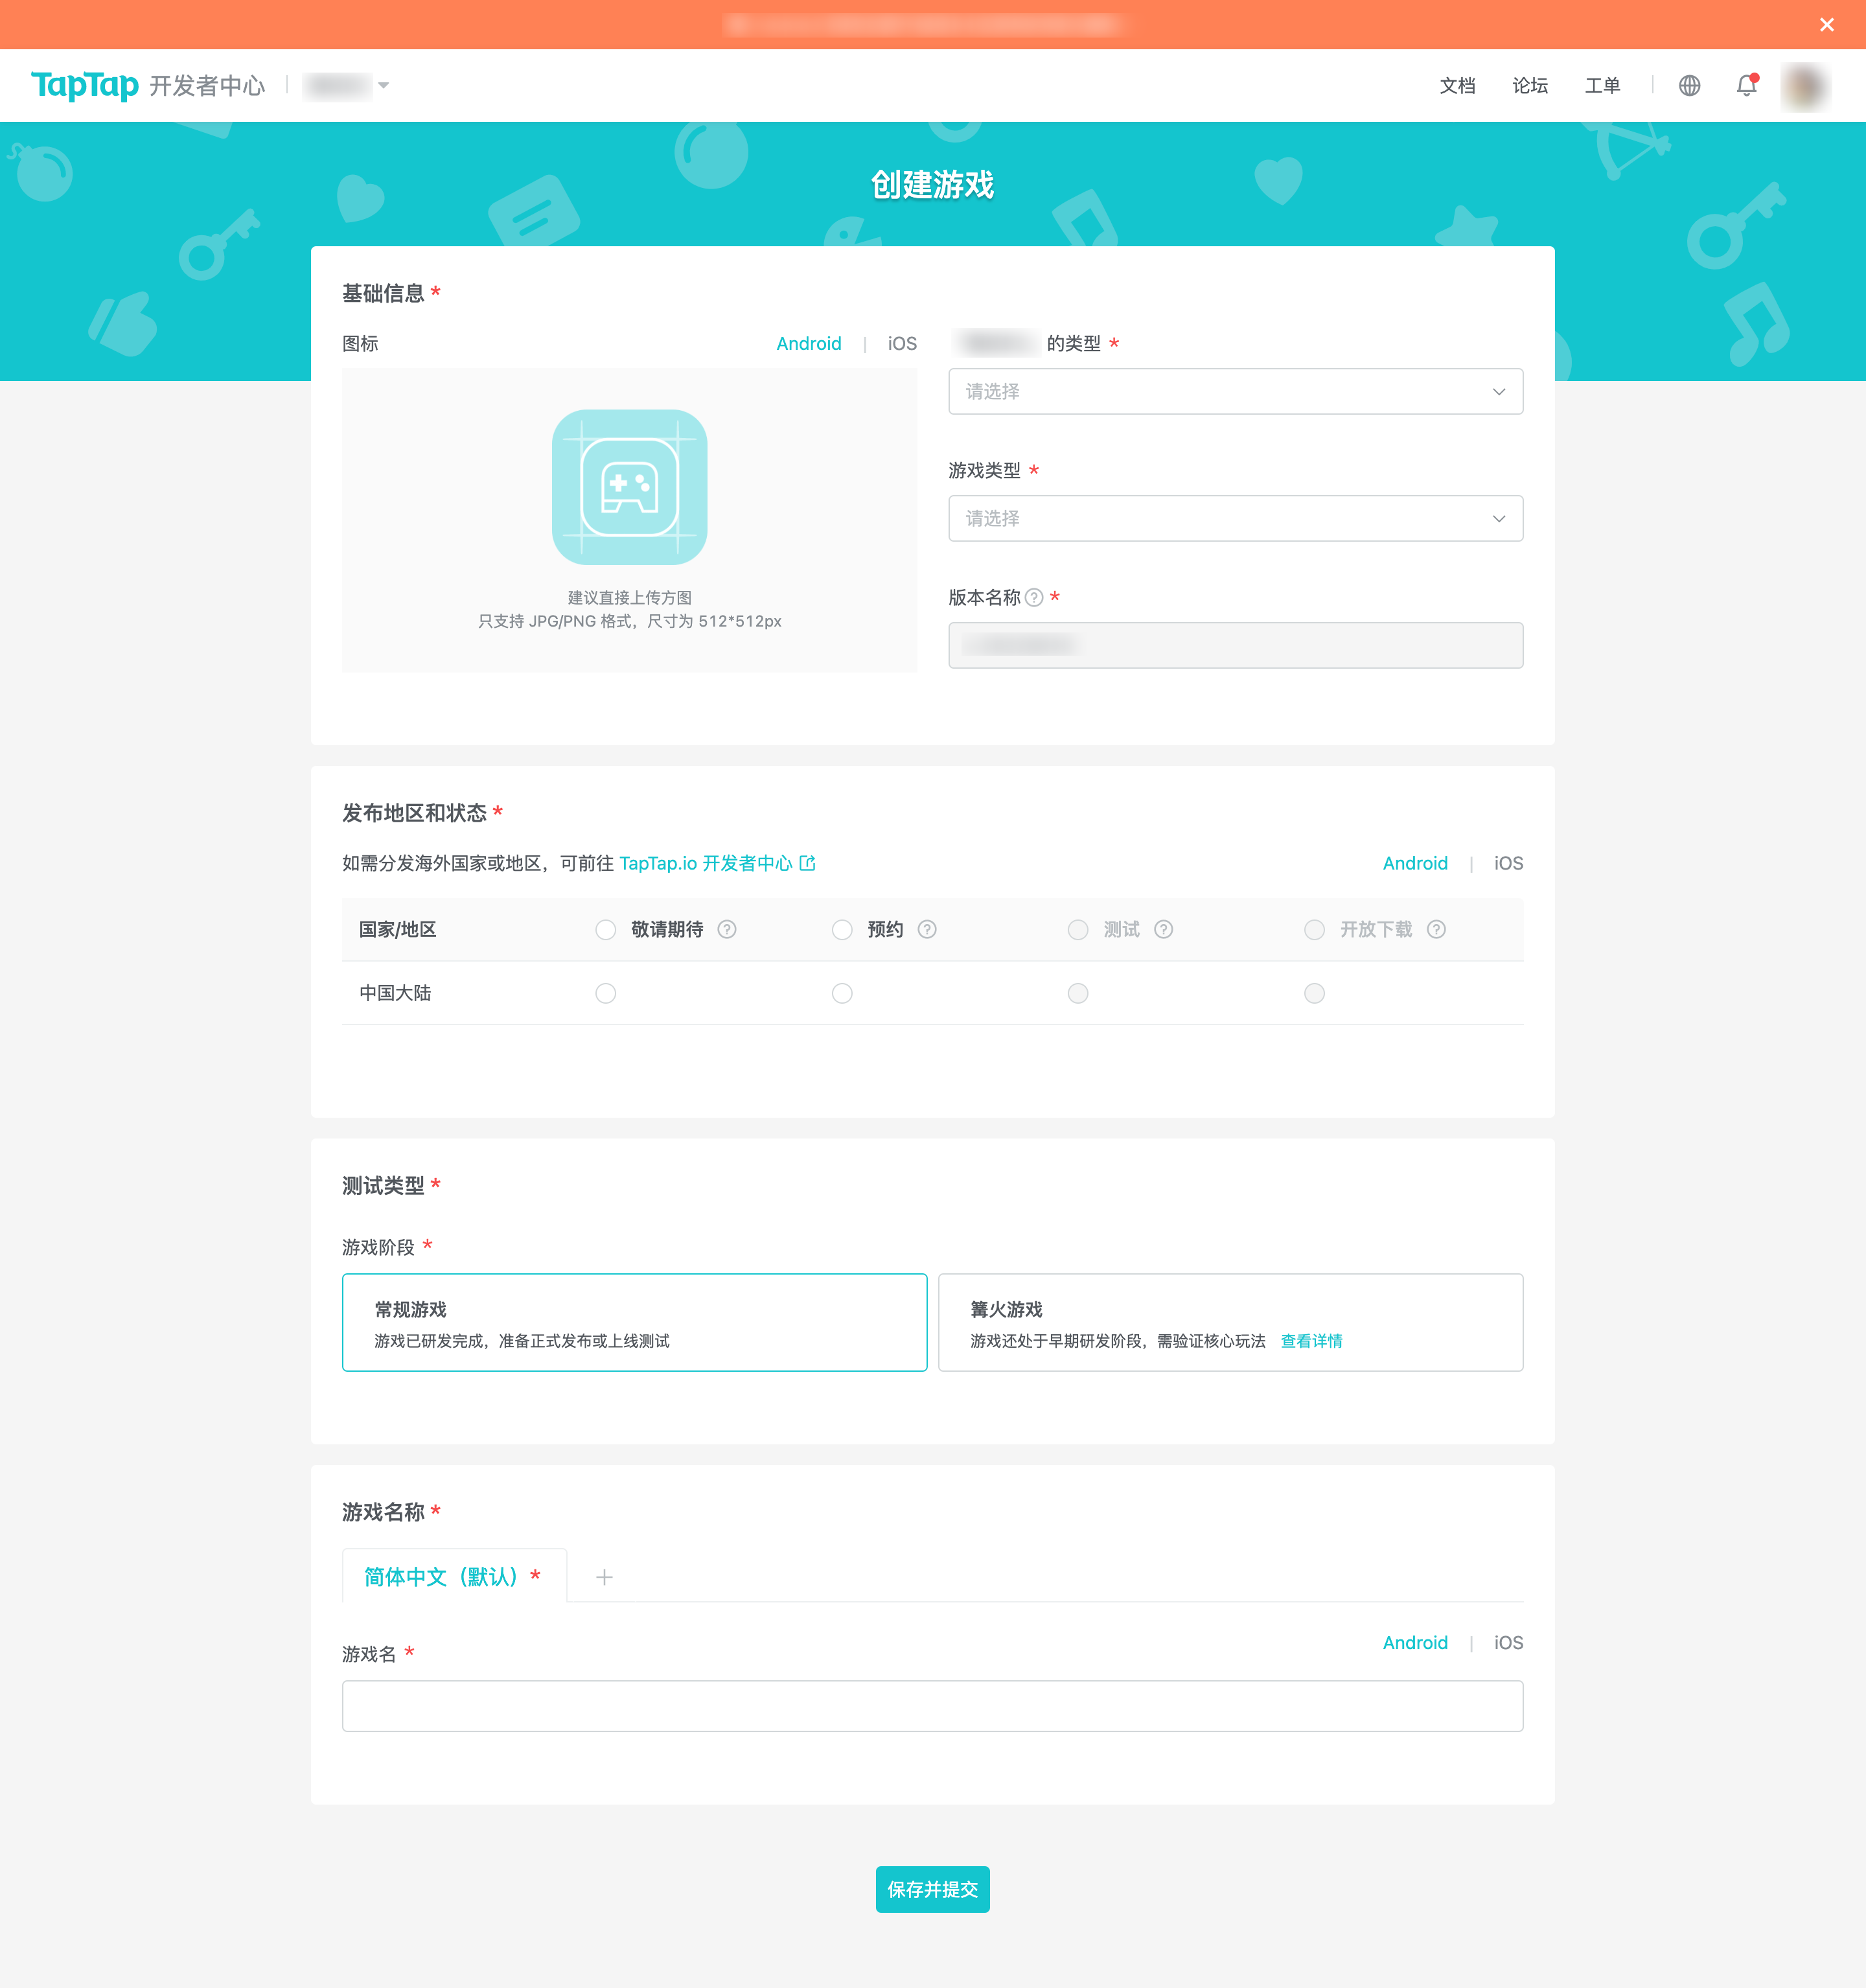 TapTap 开发者中心
文档 论坛 工单
创建游戏
基础信息 *
图标 Android | iOS
建议直接上传方图
只支持 JPG/PNG 格式，尺寸为 512*512px
的类型 *
请选择
游戏类型 *
请选择
版本名称 ? *
发布地区和状态 *
如需分发海外国家或地区，可前往 TapTap.io 开发者中心
Android | iOS
国家/地区 敬请期待 ? 预约 ? 测试 ? 开放下载 ?
中国大陆
测试类型 *
游戏阶段 *
常规游戏
游戏已研发完成，准备正式发布或上线测试
篝火游戏
游戏还处于早期研发阶段，需验证核心玩法 查看详情
游戏名称 *
简体中文（默认） * +
游戏名 *
Android | iOS
保存并提交